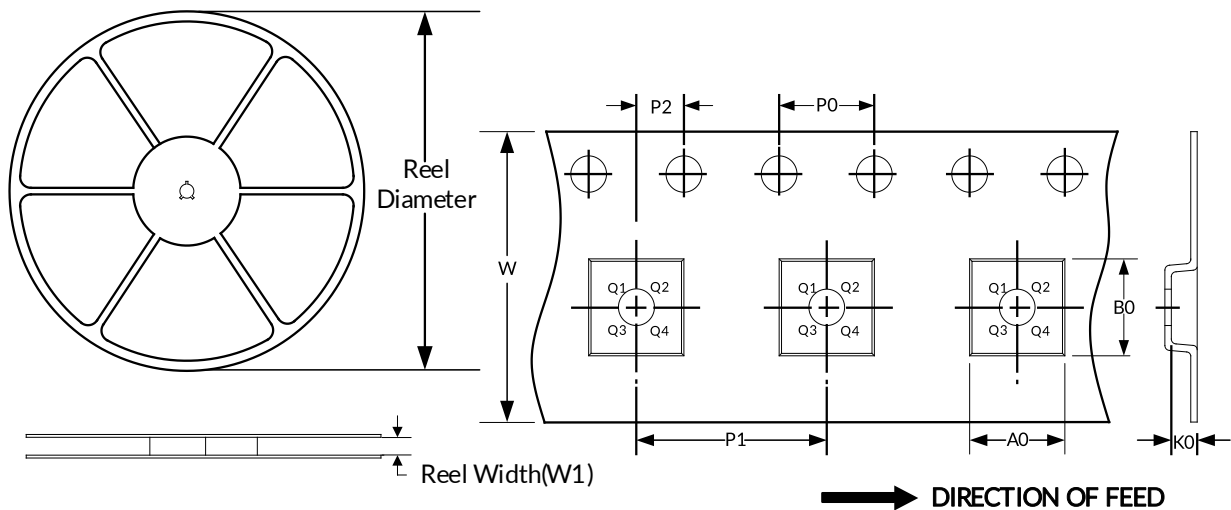 P2
P0
Reel
Diameter
W
Q1 Q2
Q3 Q4
Q1 Q2
Q3 Q4
Q1 Q2
Q3 Q4
B0
P1
A0
K0
Reel Width(W1)
DIRECTION OF FEED